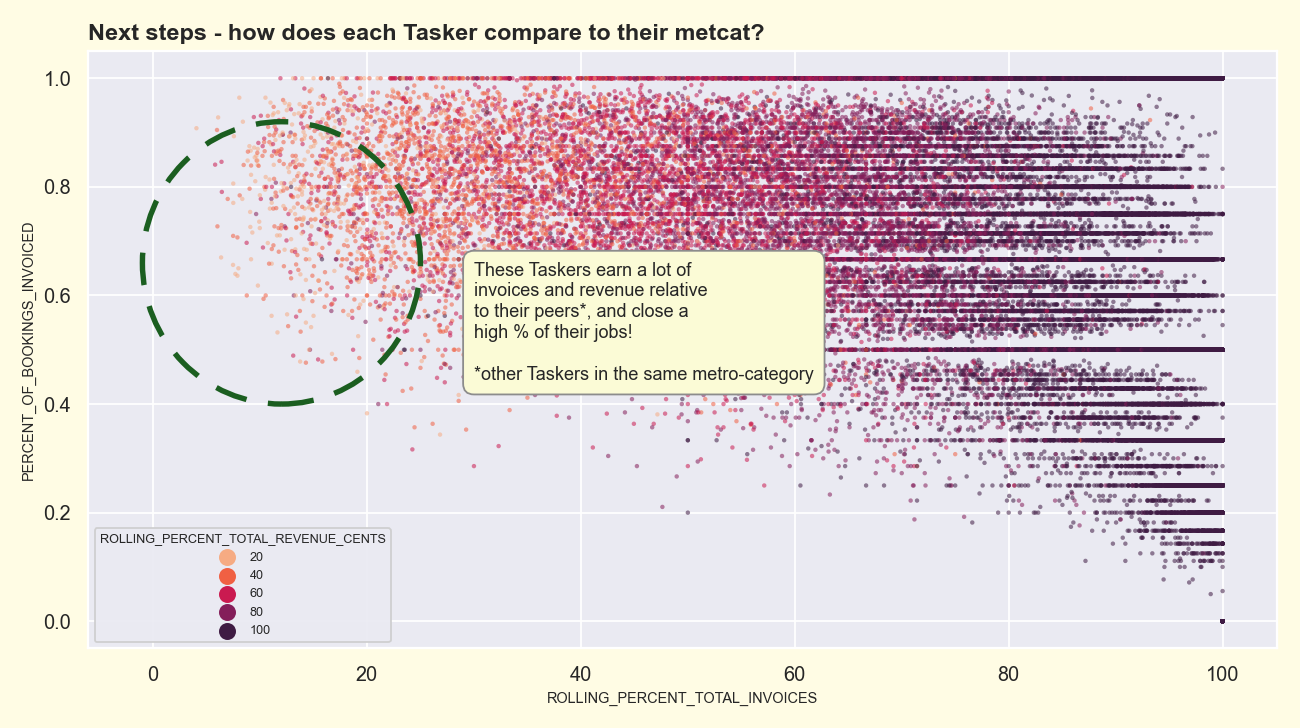 Next steps - how does each Tasker compare to their metcat?
PERCENT_OF_BOOKINGS_INVOICED
1.0
0.8
0.6
0.4
0.2
0.0
These Taskers earn a lot of
invoices and revenue relative
to their peers*, and close a
high % of their jobs!
*other Taskers in the same metro-category
ROLLING_PERCENT_TOTAL_REVENUE_CENTS
20
40
60
80
100
0 20 40 60 80 100
ROLLING_PERCENT_TOTAL_INVOICES